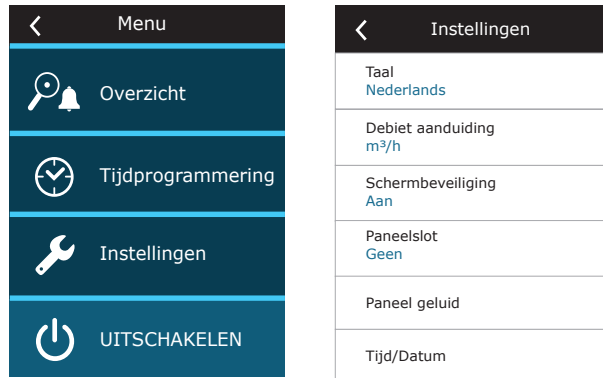 Menu
Overzicht
Tijdprogrammering
Instellingen
UITSCHAKELEN
Instellingen
Taal
Nederlands
Debiet aanduiding
m³/h
Schermbeveiliging
Aan
Paneelslot
Geen
Paneel geluid
Tijd/Datum